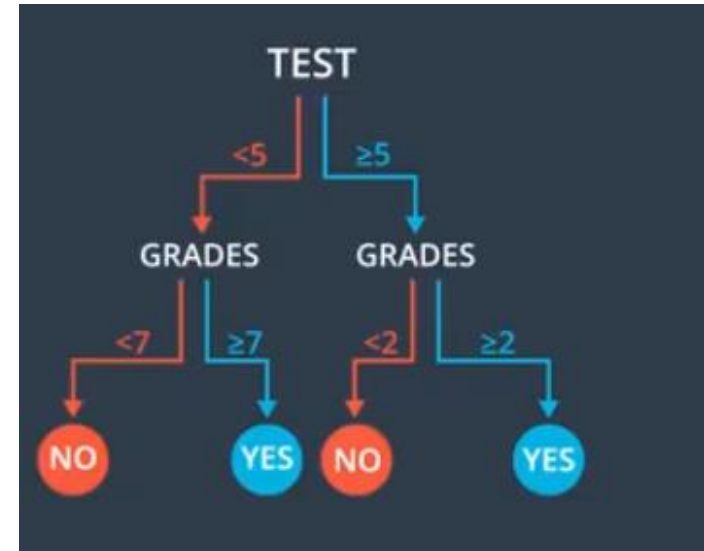 TEST
<5 ≥5
GRADES GRADES
<7 ≥7 <2 ≥2
NO YES NO YES